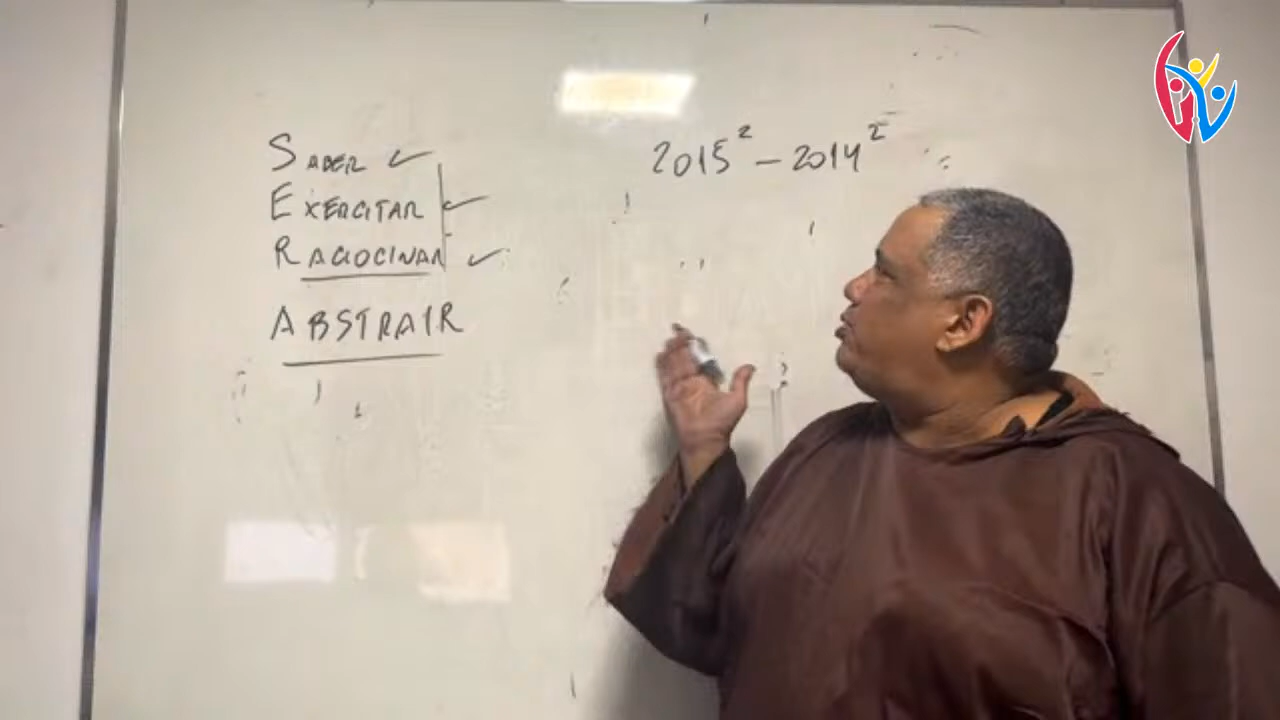 SABER ✓
EXERCITAR ✓
RACIOCINAR ✓
ABSTRAIR
2015² - 2014²